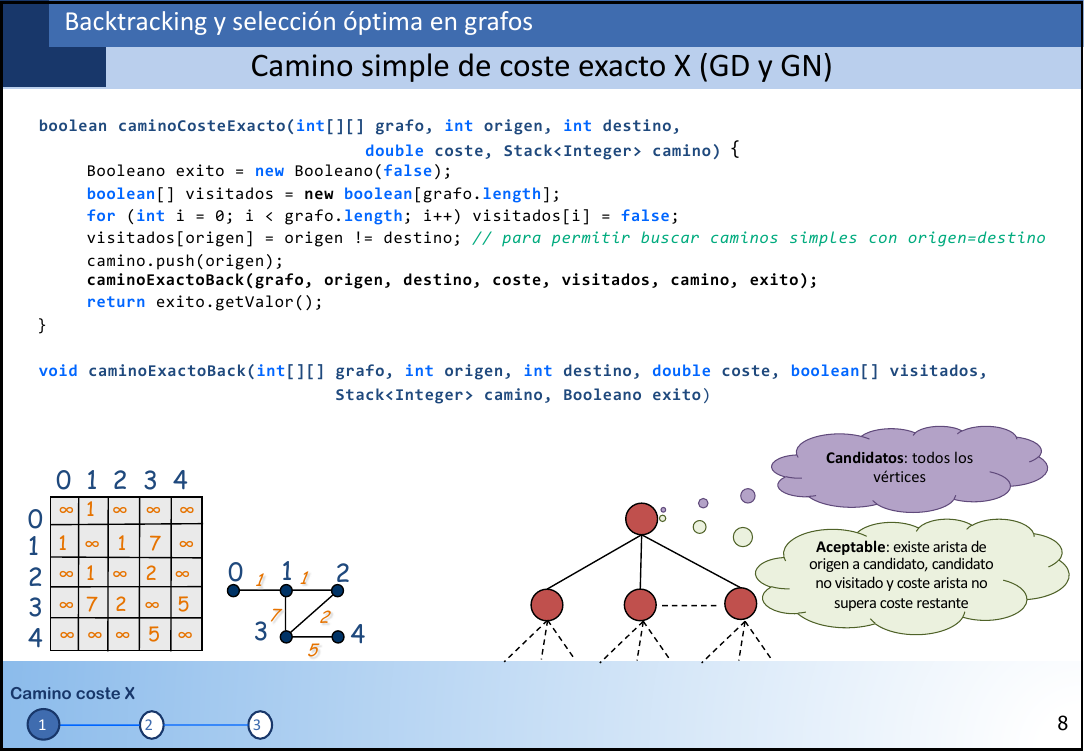 Backtracking y selección óptima en grafos
Camino simple de coste exacto X (GD y GN)
boolean caminoCosteExacto(int[][] grafo, int origen, int destino,
double coste, Stack<Integer> camino) {
Booleano exito = new Booleano(false);
boolean[] visitados = new boolean[grafo.length];
for (int i = 0; i < grafo.length; i++) visitados[i] = false;
visitados[origen] = origen != destino; // para permitir buscar caminos simples con origen=destino
camino.push(origen);
caminoExactoBack(grafo, origen, destino, coste, visitados, camino, exito);
return exito.getValor();
}
void caminoExactoBack(int[][] grafo, int origen, int destino, double coste, boolean[] visitados,
Stack<Integer> camino, Booleano exito)
Candidatos: todos los
vértices
Aceptable: existe arista de
origen a candidato, candidato
no visitado y coste arista no
supera coste restante
0 1 2 3 4
0 ∞ 1 ∞ ∞ ∞
1 1 ∞ 1 7 ∞
2 ∞ 1 ∞ 2 ∞
3 ∞ 7 2 ∞ 5
4 ∞ ∞ ∞ 5 ∞
0 1 1 1 2
7 2
3 4
5
Camino coste X
1 2 3
8